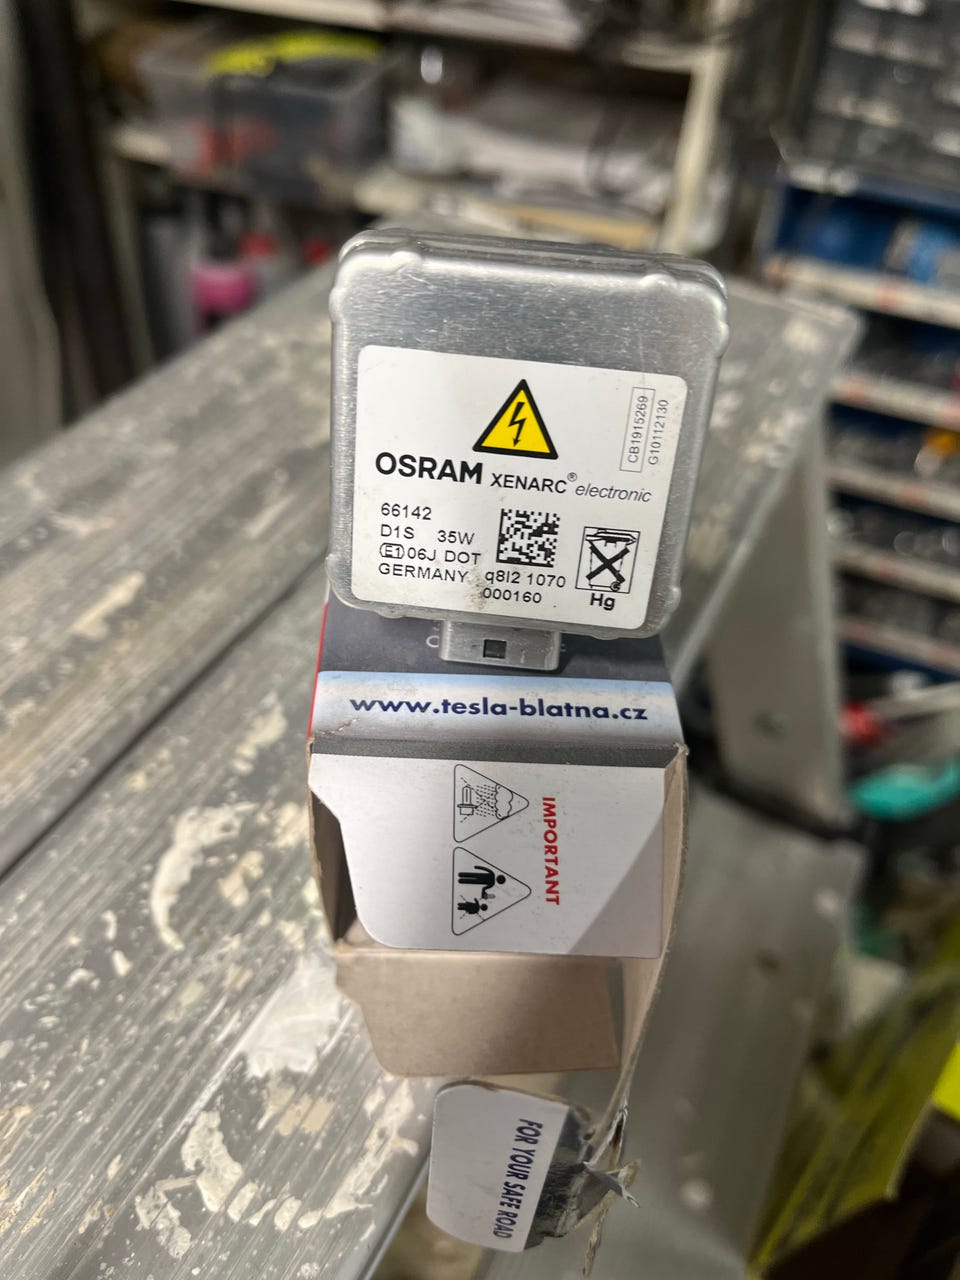 CB1915269
G10112130
OSRAM XENARC® electronic
66142
D1S 35W
E1 06J DOT
GERMANY q8I2 1070
000160
Hg
www.tesla-blatna.cz
IMPORTANT
FOR YOUR SAFE ROAD